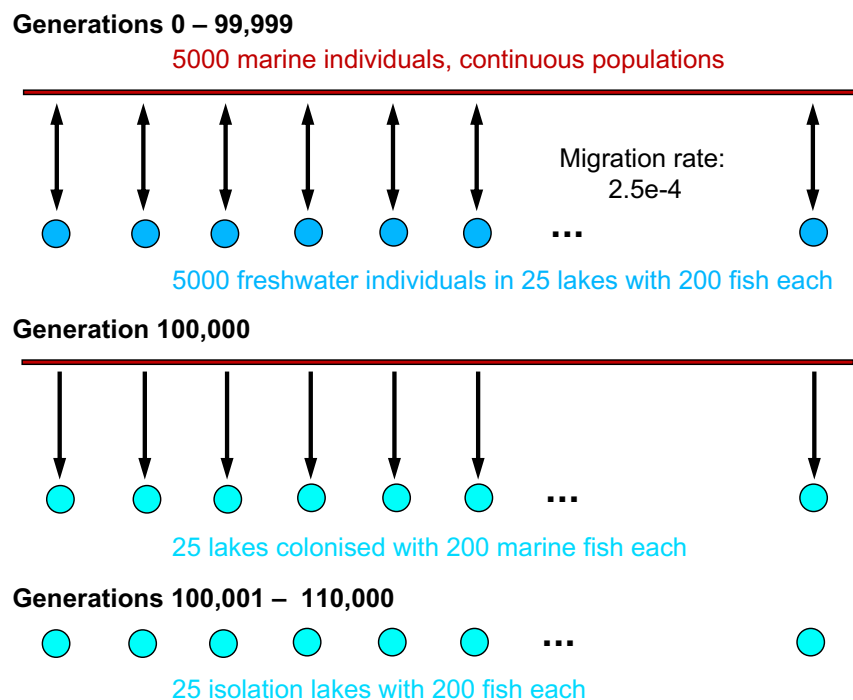 Generations 0 – 99,999
5000 marine individuals, continuous populations
Migration rate:
2.5e-4
...
5000 freshwater individuals in 25 lakes with 200 fish each
Generation 100,000
...
25 lakes colonised with 200 marine fish each
Generations 100,001 – 110,000
...
25 isolation lakes with 200 fish each